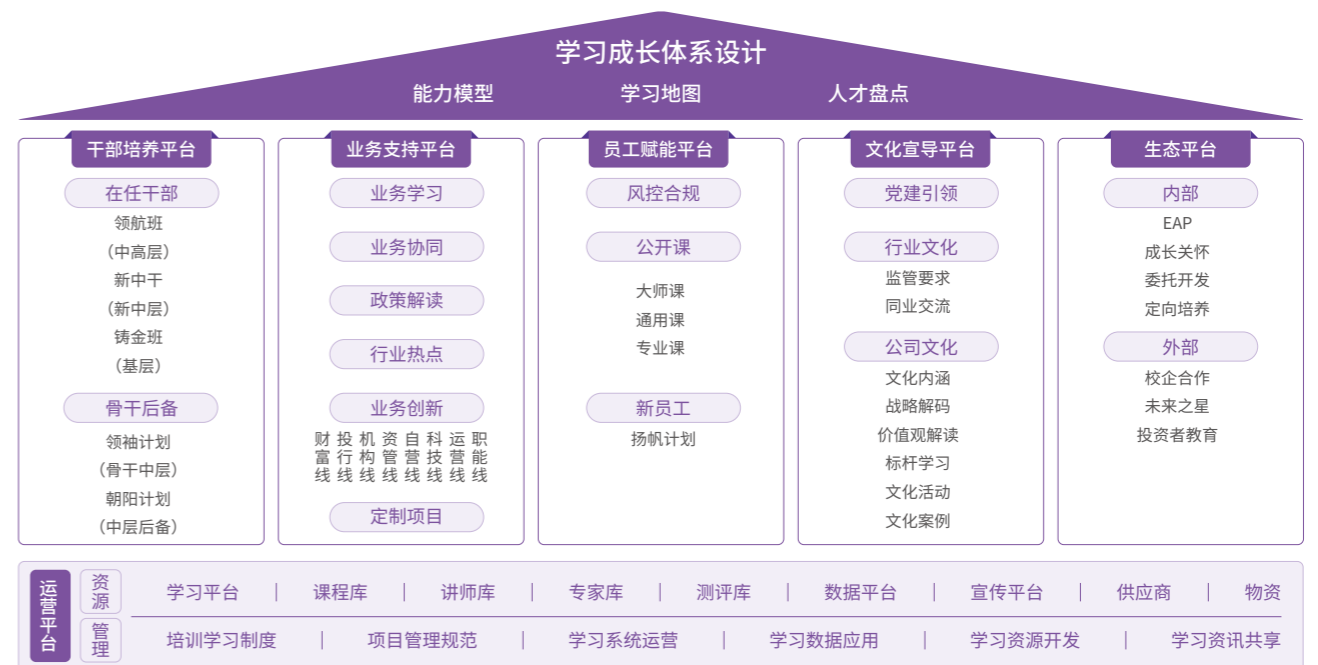 学习成长体系设计
能力模型 学习地图 人才盘点
干部培养平台
在任干部
领航班
（中高层）
新中干
（新中层）
铸金班
（基层）
骨干后备
领袖计划
（骨干中层）
朝阳计划
（中层后备）
业务支持平台
业务学习
业务协同
政策解读
行业热点
业务创新
财富线 投行线 机构线 资管线 自营线 科技线 运营线 职能线
定制项目
员工赋能平台
风控合规
公开课
大师课
通用课
专业课
新员工
扬帆计划
文化宣导平台
党建引领
行业文化
监管要求
同业交流
公司文化
文化内涵
战略解码
价值观解读
标杆学习
文化活动
文化案例
生态平台
内部
EAP
成长关怀
委托开发
定向培养
外部
校企合作
未来之星
投资者教育
运营平台
资源
学习平台 | 课程库 | 讲师库 | 专家库 | 测评库 | 数据平台 | 宣传平台 | 供应商 | 物资
管理
培训学习制度 | 项目管理规范 | 学习系统运营 | 学习数据应用 | 学习资源开发 | 学习资讯共享